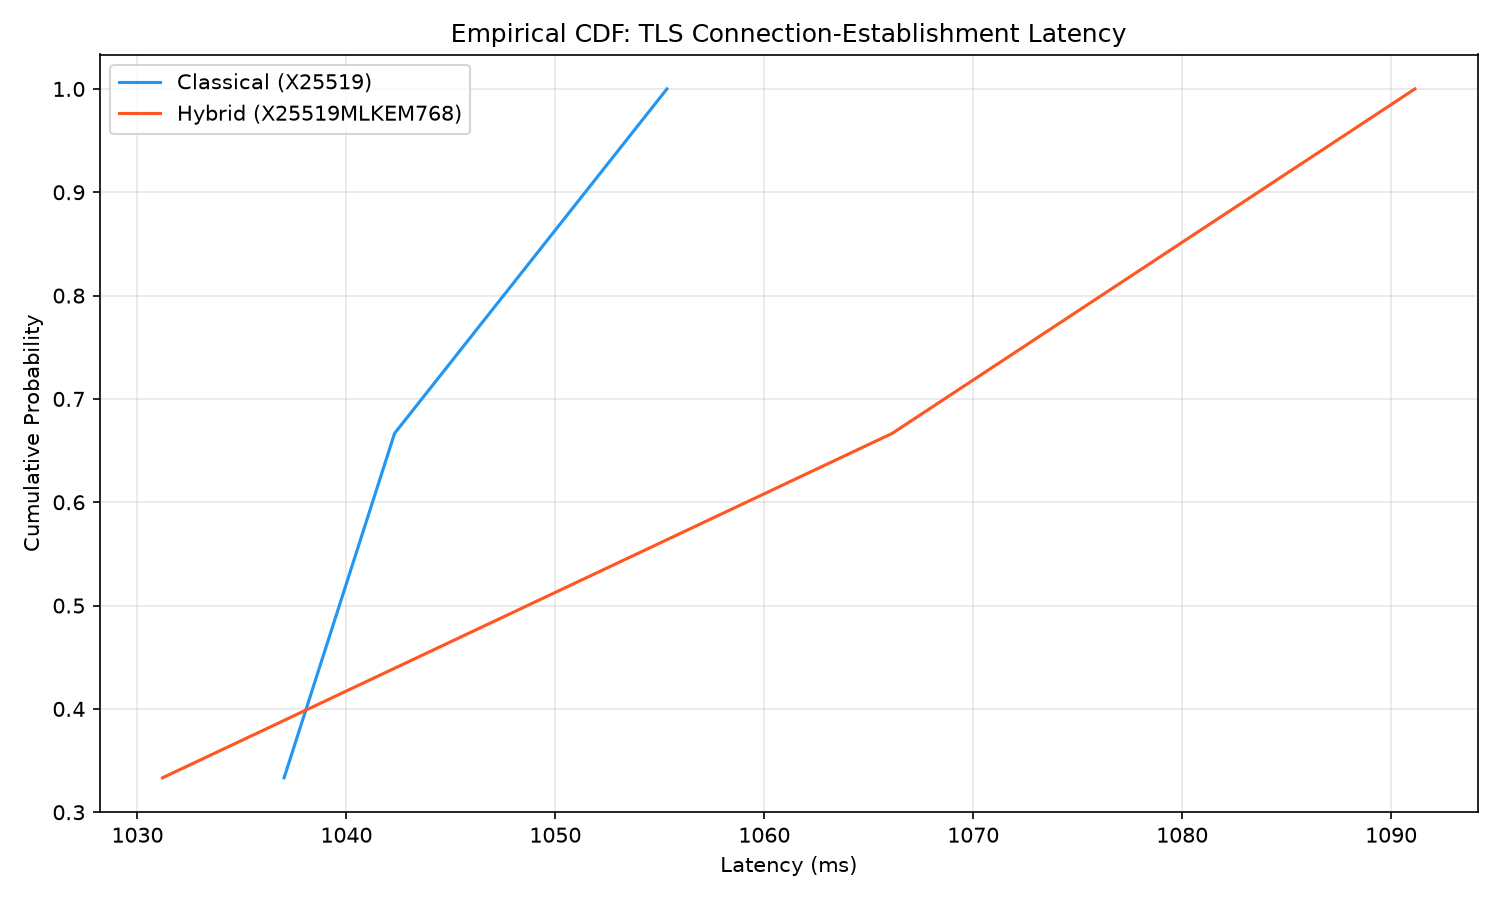 Empirical CDF: TLS Connection-Establishment Latency
Classical (X25519)
Hybrid (X25519MLKEM768)
Cumulative Probability
1.0
0.9
0.8
0.7
0.6
0.5
0.4
0.3
1030 1040 1050 1060 1070 1080 1090
Latency (ms)